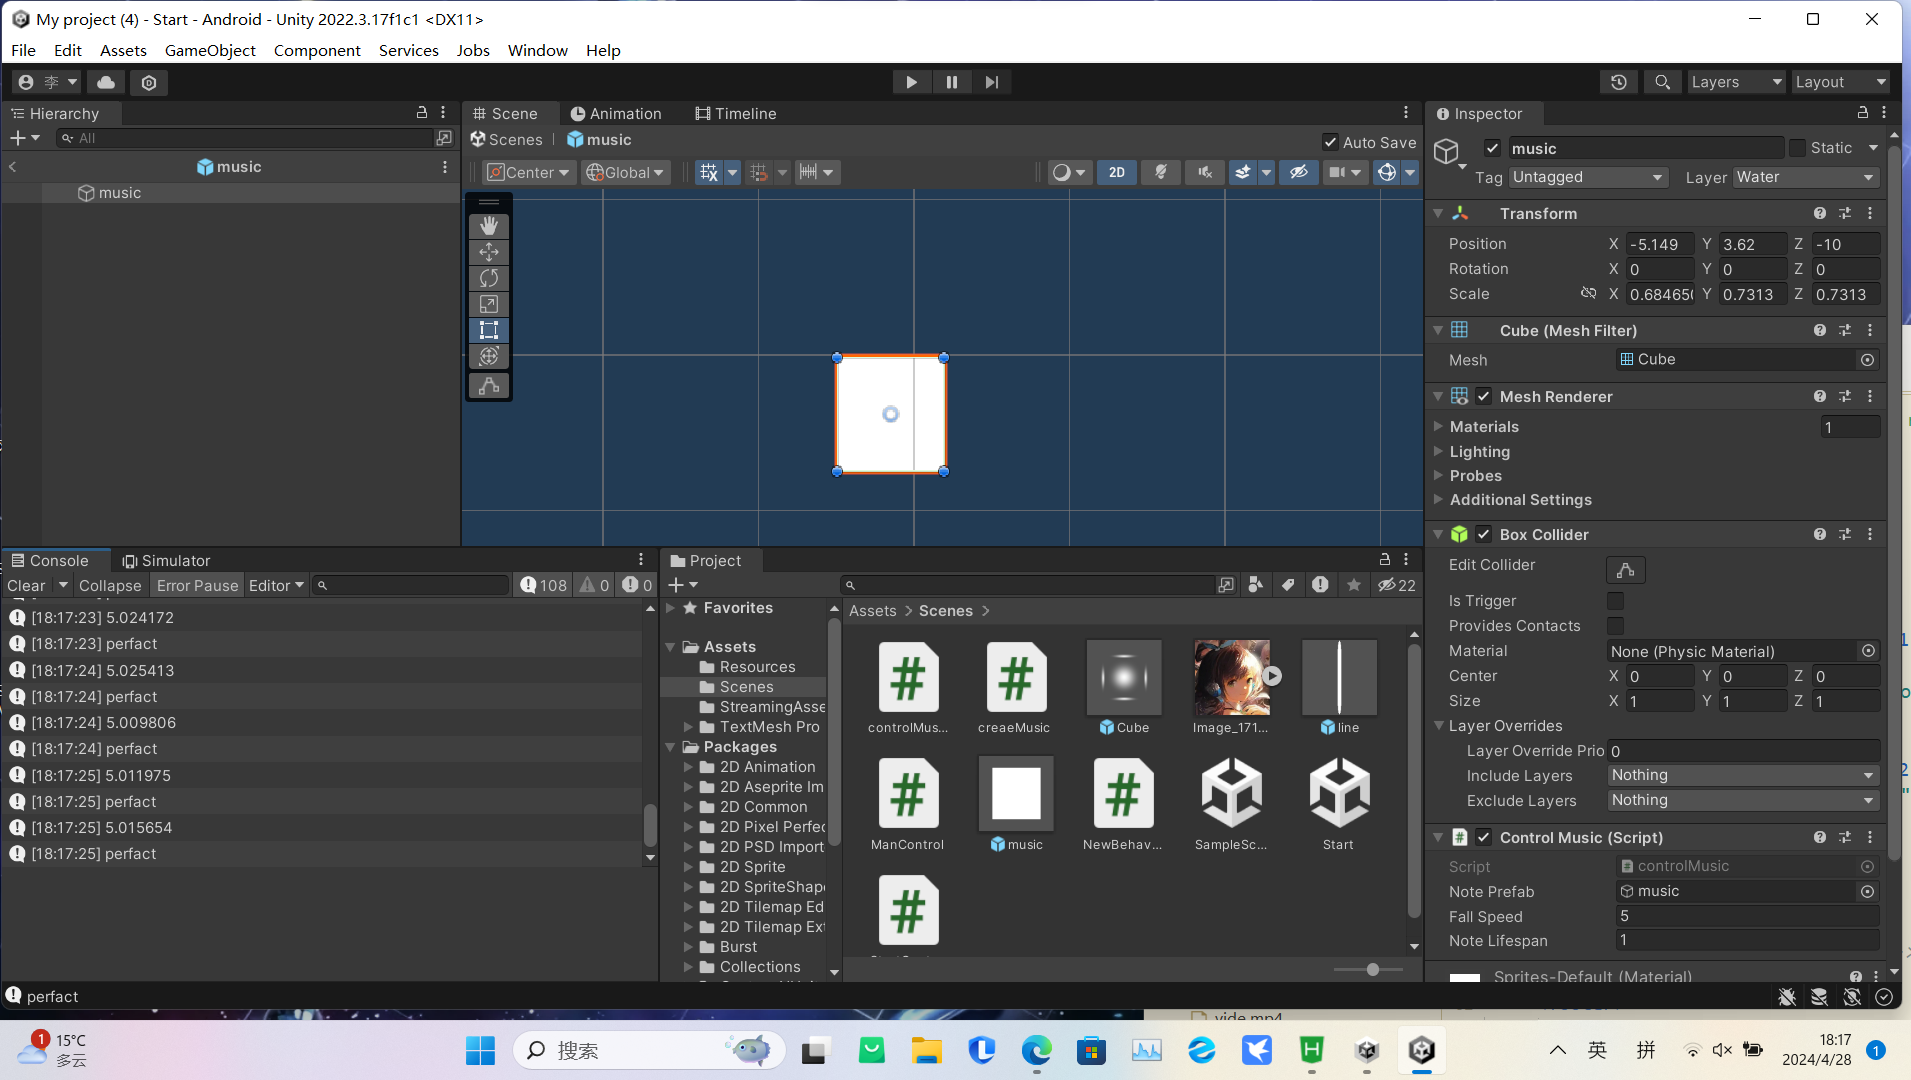 My project (4) - Start - Android - Unity 2022.3.17f1c1 <DX11>
File Edit Assets GameObject Component Services Jobs Window Help
李
Layers
Layout
Hierarchy
All
music
music
Scene
Animation
Timeline
Scenes
music
Auto Save
Center
Global
2D
Inspector
music
Static
Tag Untagged
Layer Water
Transform
Position X -5.149 Y 3.62 Z -10
Rotation X 0 Y 0 Z 0
Scale X 0.68465 Y 0.7313 Z 0.7313
Cube (Mesh Filter)
Mesh Cube
Mesh Renderer
Materials 1
Lighting
Probes
Additional Settings
Box Collider
Edit Collider
Is Trigger
Provides Contacts
Material None (Physic Material)
Center X 0 Y 0 Z 0
Size X 1 Y 1 Z 1
Layer Overrides
Layer Override Prio 0
Include Layers Nothing
Exclude Layers Nothing
Control Music (Script)
Script controlMusic
Note Prefab music
Fall Speed 5
Note Lifespan 1
Sprites-Default (Material)
Console
Simulator
Clear Collapse Error Pause Editor 108 0 0
[18:17:23] 5.024172
[18:17:23] perfact
[18:17:24] 5.025413
[18:17:24] perfact
[18:17:24] 5.009806
[18:17:24] perfact
[18:17:25] 5.011975
[18:17:25] perfact
[18:17:25] 5.015654
[18:17:25] perfact
perfact
Project
22
Favorites
Assets
Resources
Scenes
StreamingAsse
TextMesh Pro
Packages
2D Animation
2D Aseprite Im
2D Common
2D Pixel Perfec
2D PSD Import
2D Sprite
2D SpriteShape
2D Tilemap Ed
2D Tilemap Ext
Burst
Collections
Assets > Scenes >
controlMus...
creaeMusic
Cube
Image_171...
line
ManControl
music
NewBehav...
SampleSc...
Start
vide.mp4
1
15°C
多云
搜索
英
拼
18:17
2024/4/28
1